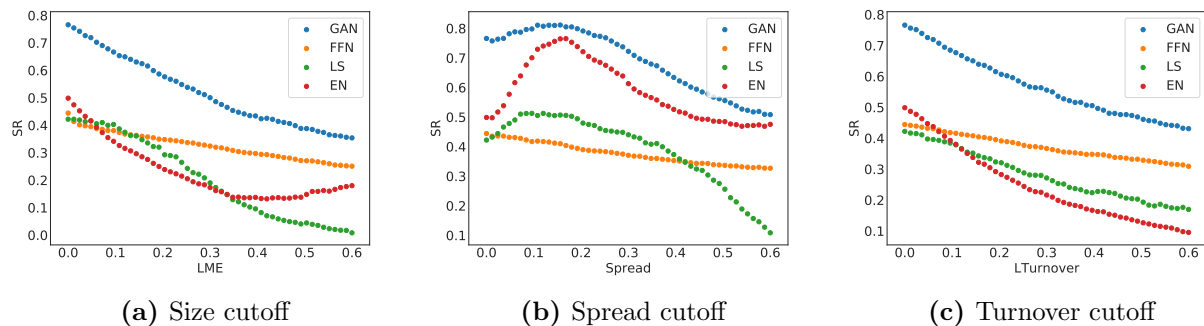 0.8
0.7
0.6
0.5
0.4
0.3
0.2
0.1
0.0
SR
0.0 0.1 0.2 0.3 0.4 0.5 0.6
LME
GAN
FFN
LS
EN
(a) Size cutoff
0.8
0.7
0.6
0.5
0.4
0.3
0.2
0.1
SR
0.0 0.1 0.2 0.3 0.4 0.5 0.6
Spread
GAN
FFN
LS
EN
(b) Spread cutoff
0.8
0.7
0.6
0.5
0.4
0.3
0.2
0.1
SR
0.0 0.1 0.2 0.3 0.4 0.5 0.6
LTurnover
GAN
FFN
LS
EN
(c) Turnover cutoff